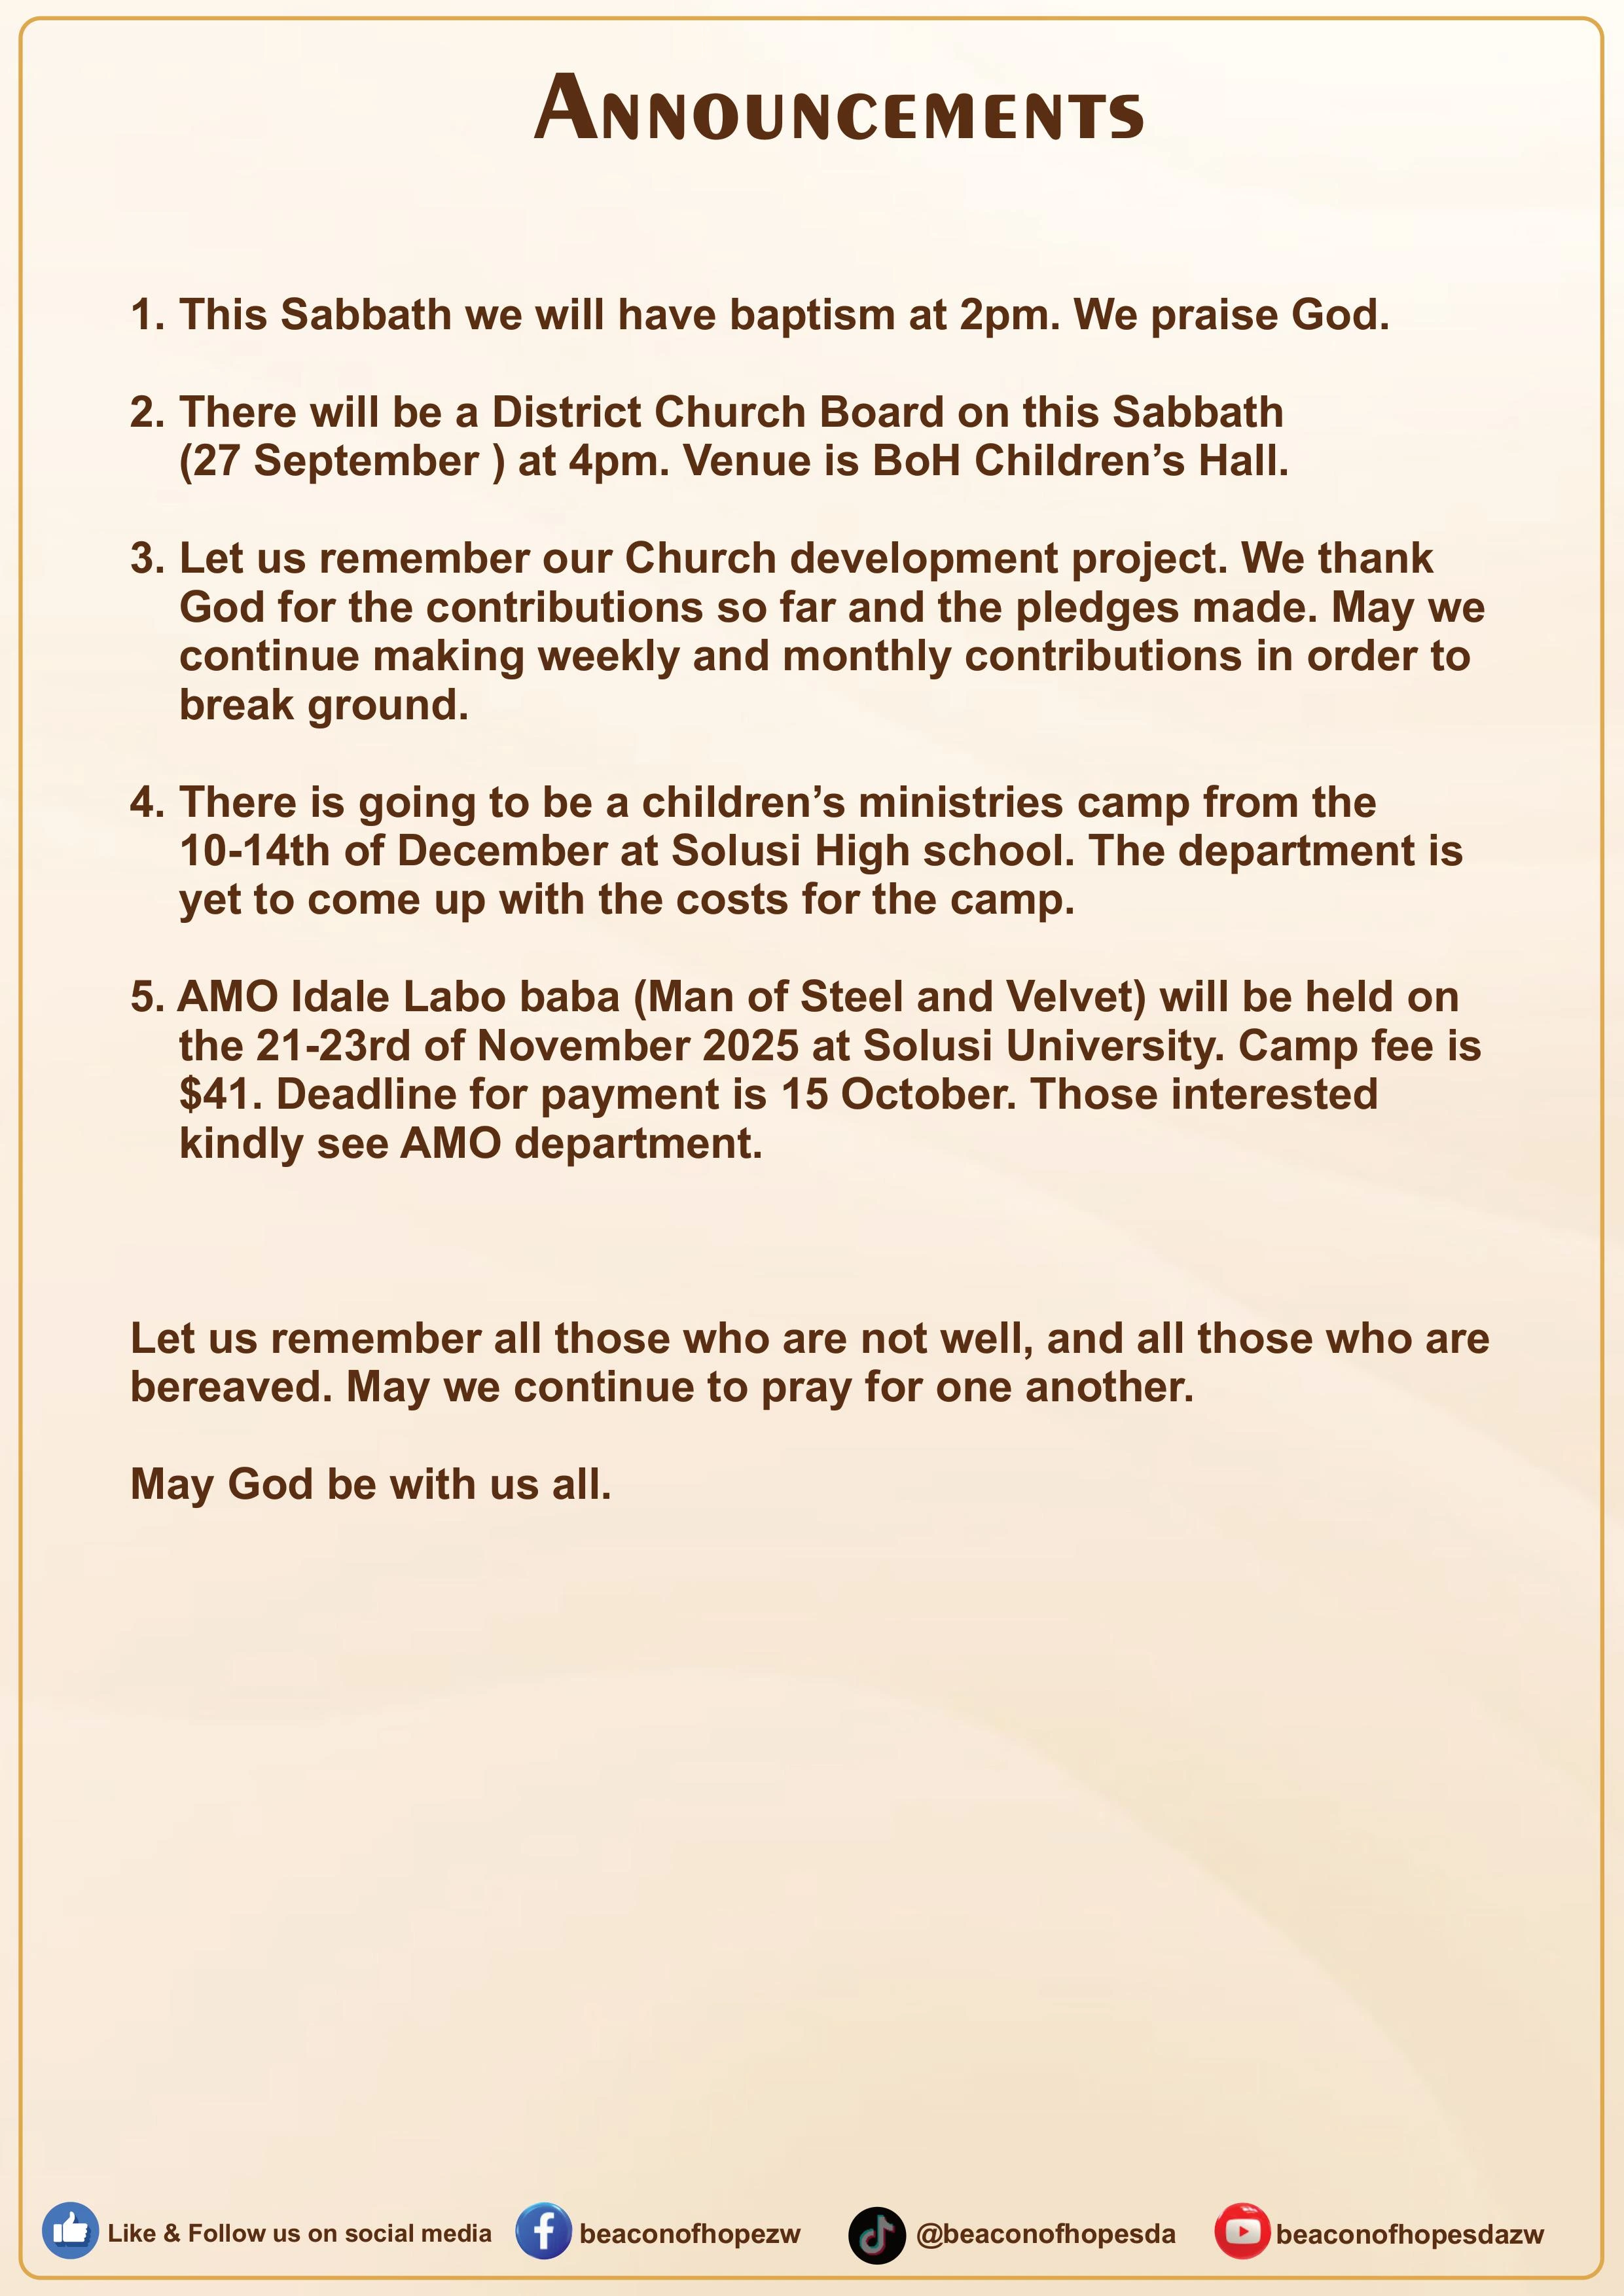 Announcements
1. This Sabbath we will have baptism at 2pm. We praise God.
2. There will be a District Church Board on this Sabbath
(27 September ) at 4pm. Venue is BoH Children’s Hall.
3. Let us remember our Church development project. We thank
God for the contributions so far and the pledges made. May we
continue making weekly and monthly contributions in order to
break ground.
4. There is going to be a children’s ministries camp from the
10-14th of December at Solusi High school. The department is
yet to come up with the costs for the camp.
5. AMO Idale Labo baba (Man of Steel and Velvet) will be held on
the 21-23rd of November 2025 at Solusi University. Camp fee is
$41. Deadline for payment is 15 October. Those interested
kindly see AMO department.
Let us remember all those who are not well, and all those who are
bereaved. May we continue to pray for one another.
May God be with us all.
Like & Follow us on social media beaconofhopezw @beaconofhopesda beaconofhopesdazw